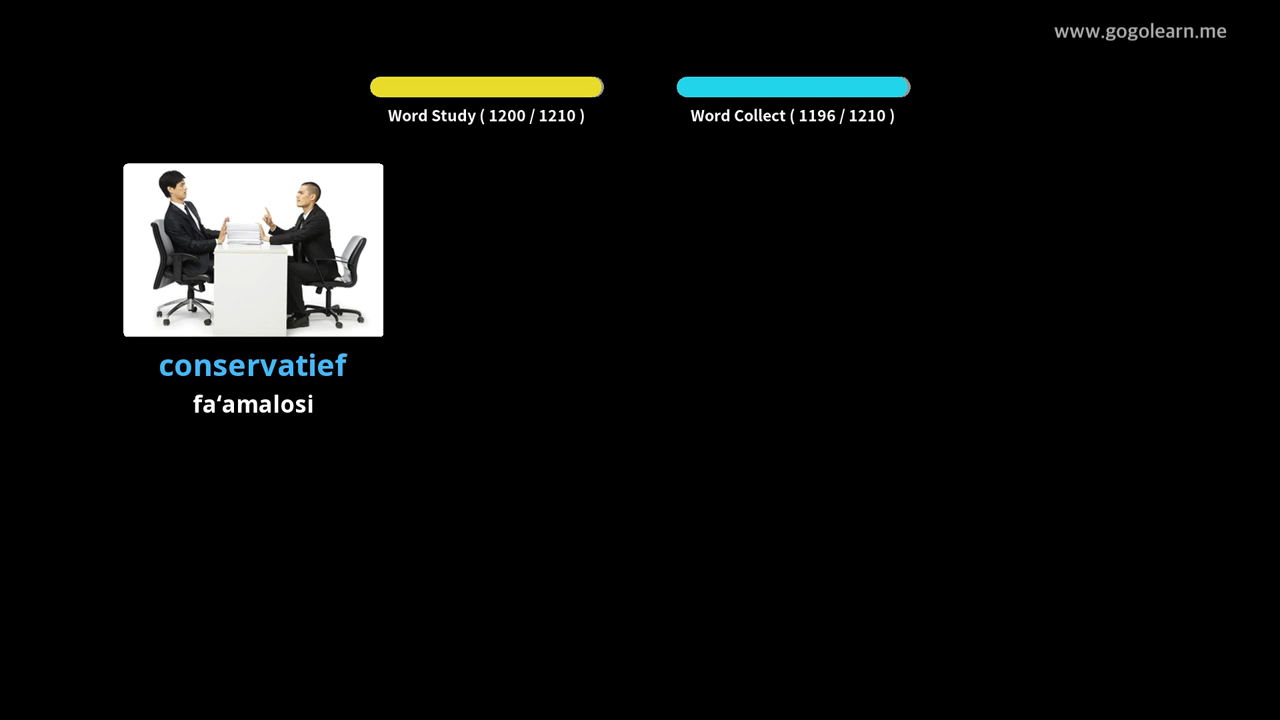 www.gogolearn.me
Word Study ( 1200 / 1210 )
Word Collect ( 1196 / 1210 )
conservatief
fa‘amalosi